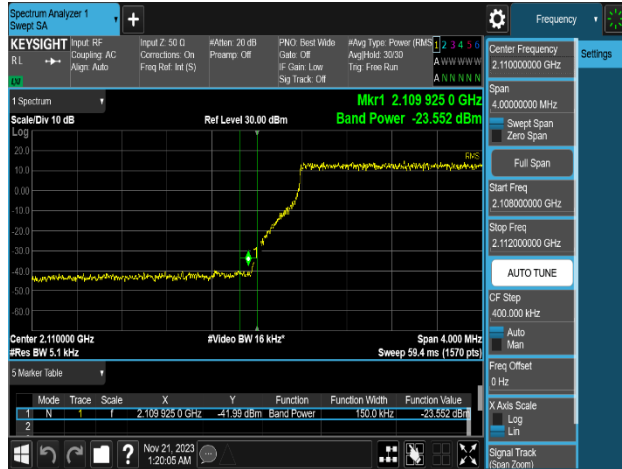 Spectrum Analyzer 1
Swept SA
Frequency
KEYSIGHT
Input: RF
Coupling: AC
Align: Auto
Input Z: 50 Ω
Corrections: On
Freq Ref: Int (S)
#Atten: 20 dB
Preamp: Off
PNO: Best Wide
Gate: Off
IF Gain: Low
Sig Track: Off
#Avg Type: Power (RMS
Avg|Hold: 30/30
Trig: Free Run
1 2 3 4 5 6
A W W W W W
A N N N N N
RL
LW
1 Spectrum
Scale/Div 10 dB
Ref Level 30.00 dBm
Mkr1 2.109 925 0 GHz
Band Power -23.552 dBm
Log
RMS
20.0
10.0
0.00
-10.0
-20.0
-30.0
-40.0
-50.0
-60.0
1
Center 2.110000 GHz
#Video BW 16 kHz*
Span 4.000 MHz
#Res BW 5.1 kHz
Sweep 59.4 ms (1570 pts)
5 Marker Table
Mode Trace Scale X Y Function Function Width Function Value
1 N 1 f 2.109 925 0 GHz -41.99 dBm Band Power 150.0 kHz -23.552 dBm
2
Nov 21, 2023
1:20:05 AM
Settings
Center Frequency
2.110000000 GHz
Span
4.00000000 MHz
Swept Span
Zero Span
Full Span
Start Freq
2.108000000 GHz
Stop Freq
2.112000000 GHz
AUTO TUNE
CF Step
400.000 kHz
Auto
Man
Freq Offset
0 Hz
X Axis Scale
Log
Lin
Signal Track
(Span Zoom)